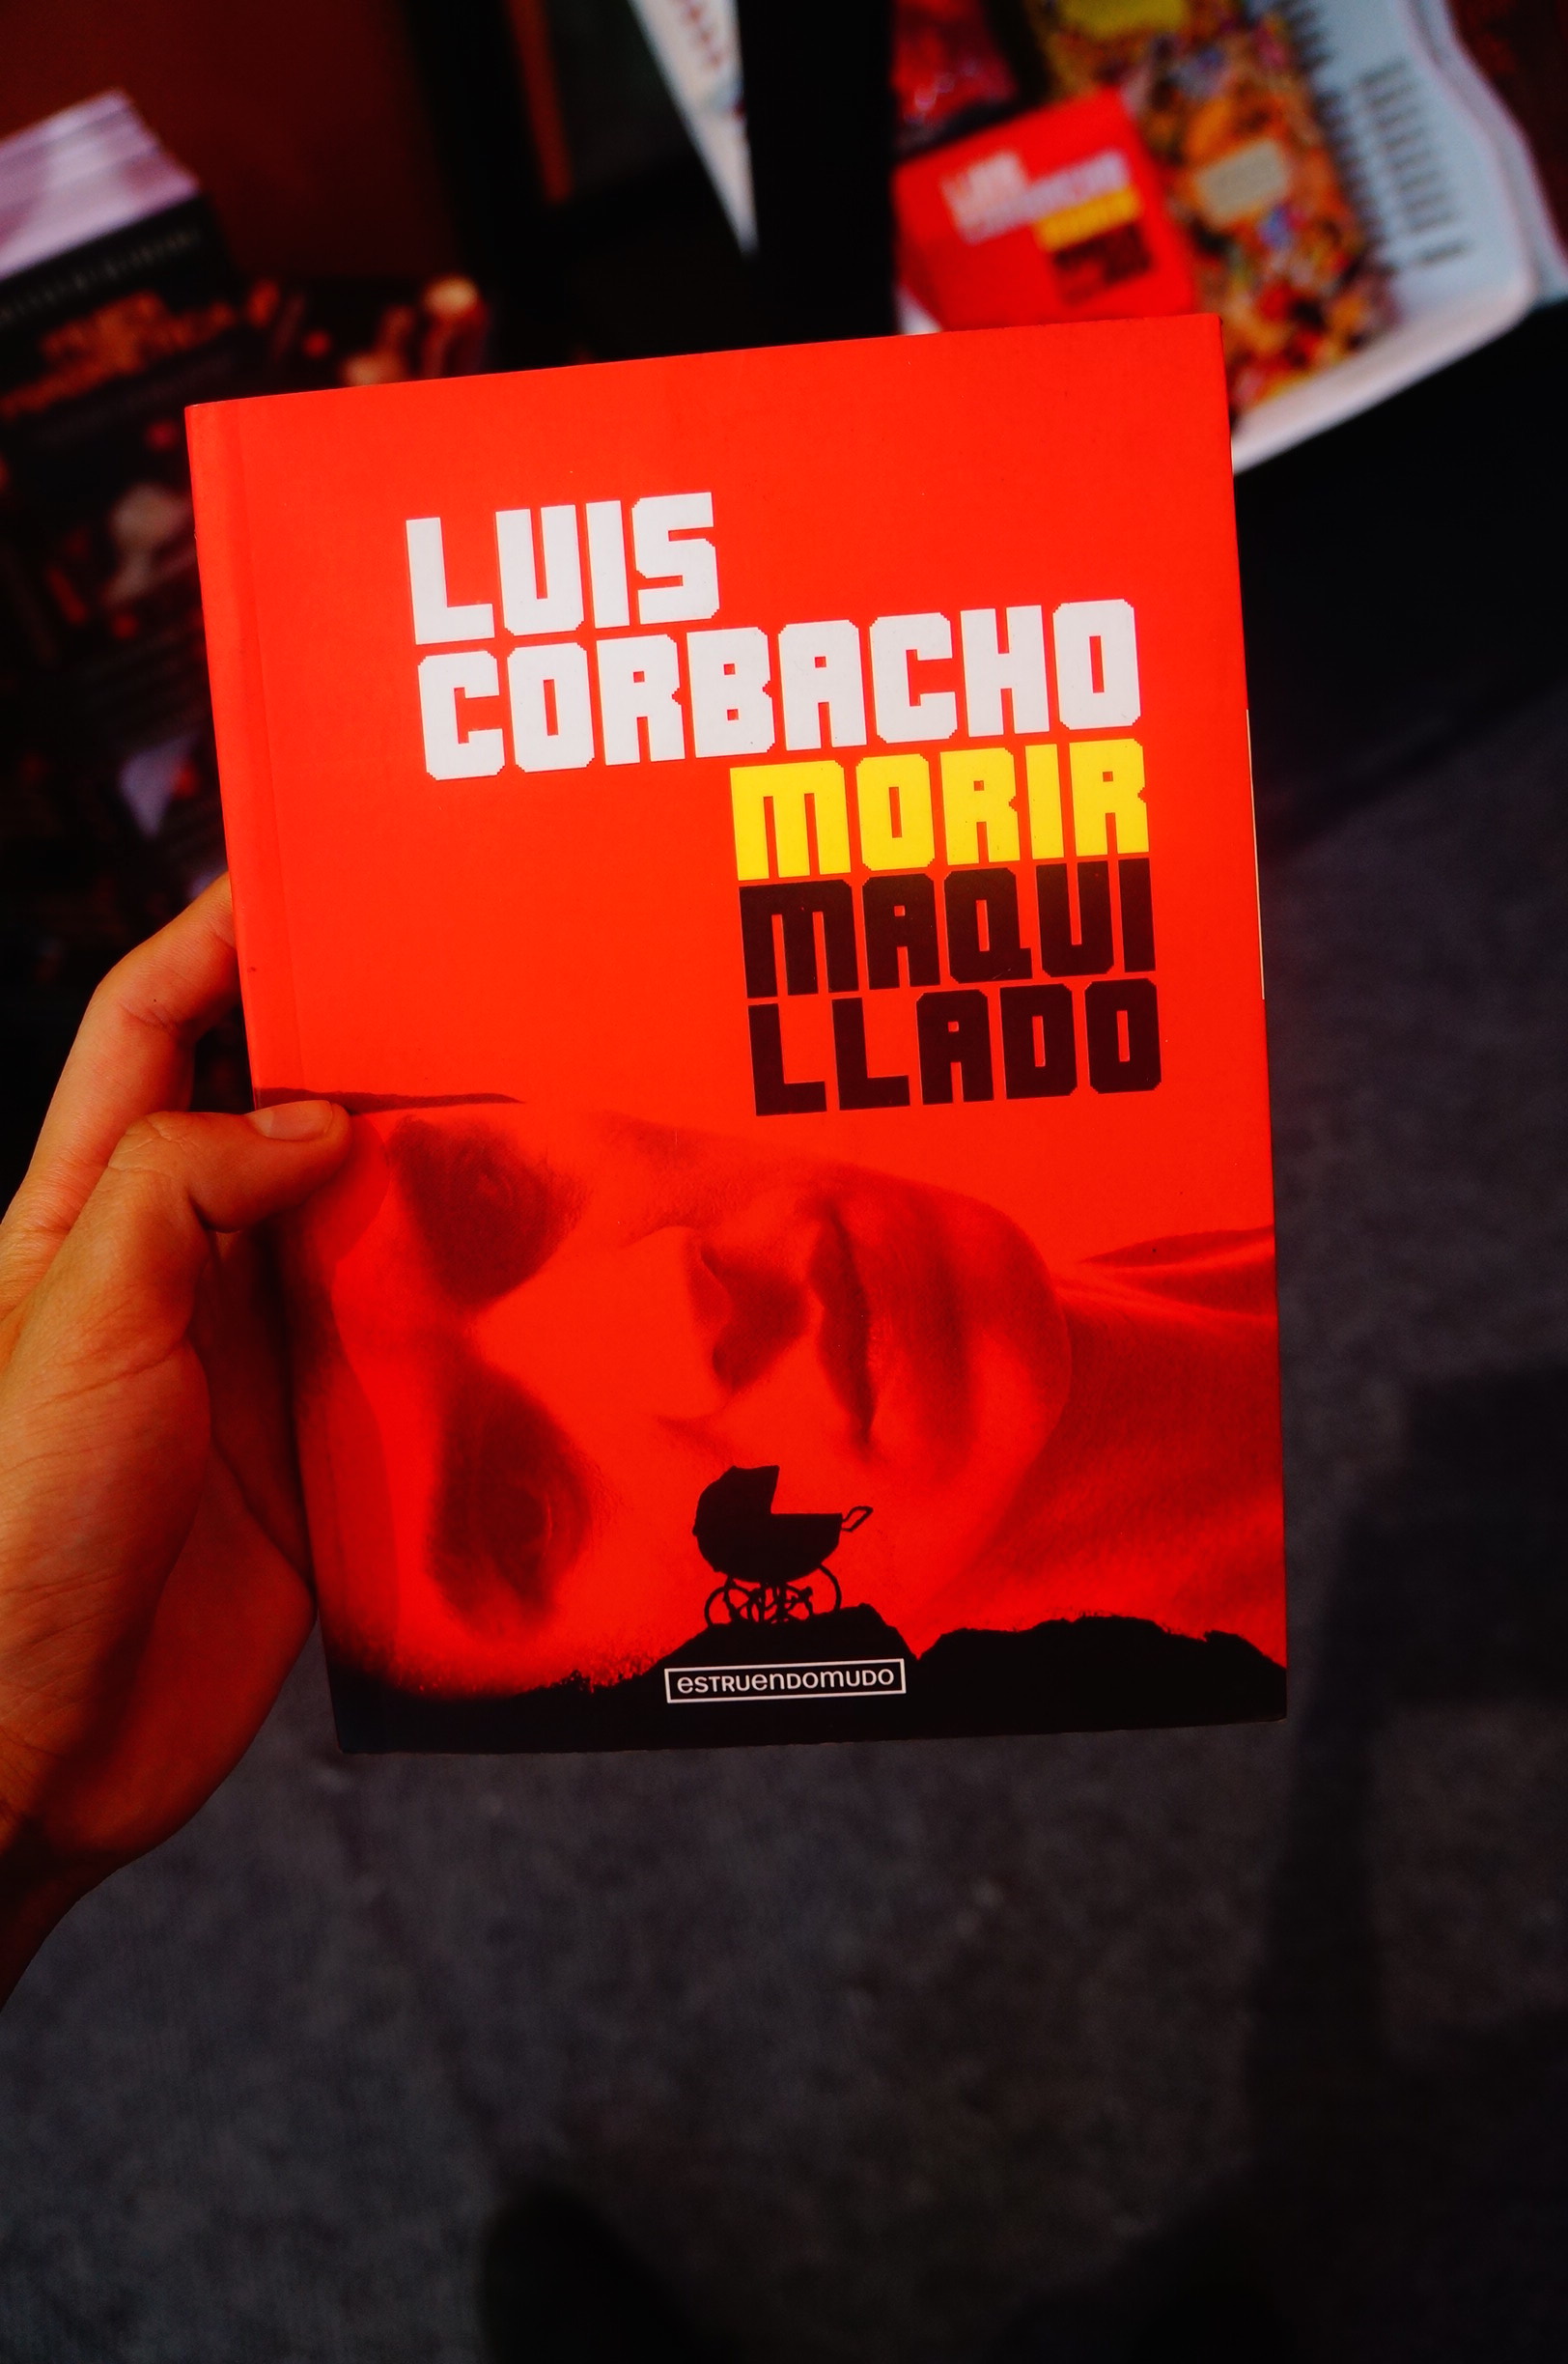 LUIS
CORBACHO
MORIR
MAQUI
LLADO
eSTRUenDOMUDO